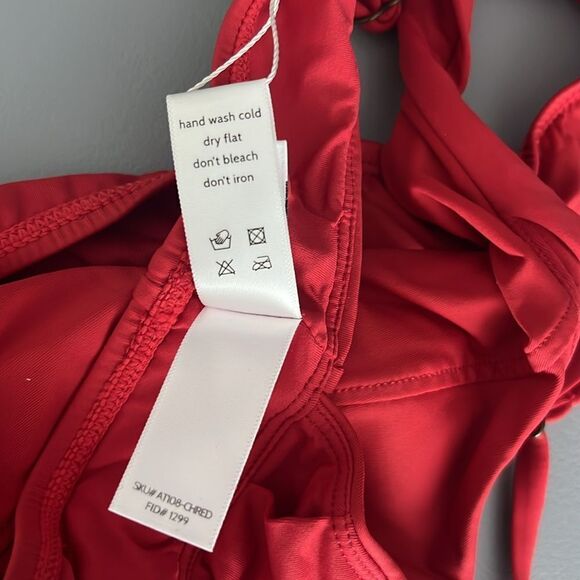 hand wash cold
dry flat
don't bleach
don't iron
SKU# AT108-CHRED
FID# 1299